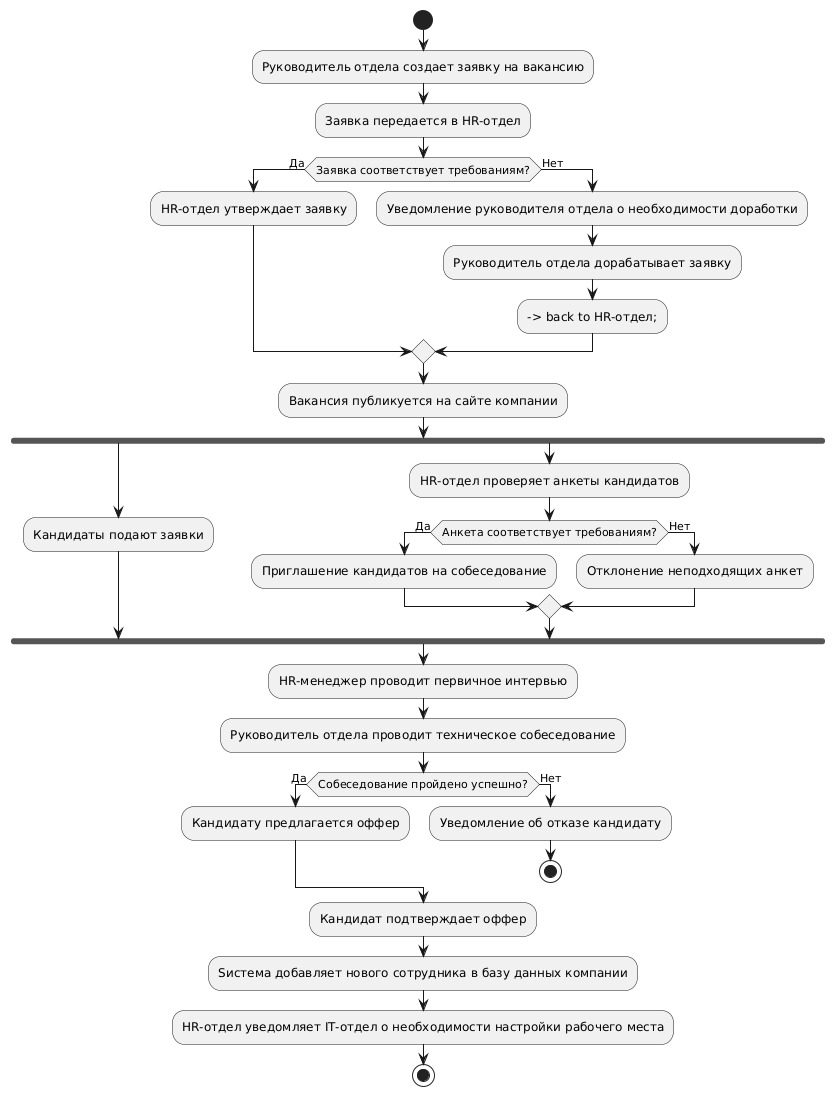 Руководитель отдела создает заявку на вакансию
Заявка передается в HR-отдел
Да
Заявка соответствует требованиям?
Нет
HR-отдел утверждает заявку
Уведомление руководителя отдела о необходимости доработки
Руководитель отдела дорабатывает заявку
-> back to HR-отдел;
Вакансия публикуется на сайте компании
HR-отдел проверяет анкеты кандидатов
Кандидаты подают заявки
Да
Анкета соответствует требованиям?
Нет
Приглашение кандидатов на собеседование
Отклонение неподходящих анкет
HR-менеджер проводит первичное интервью
Руководитель отдела проводит техническое собеседование
Да
Собеседование пройдено успешно?
Нет
Кандидату предлагается оффер
Уведомление об отказе кандидату
Кандидат подтверждает оффер
Sистема добавляет нового сотрудника в базу данных компании
HR-отдел уведомляет IT-отдел о необходимости настройки рабочего места